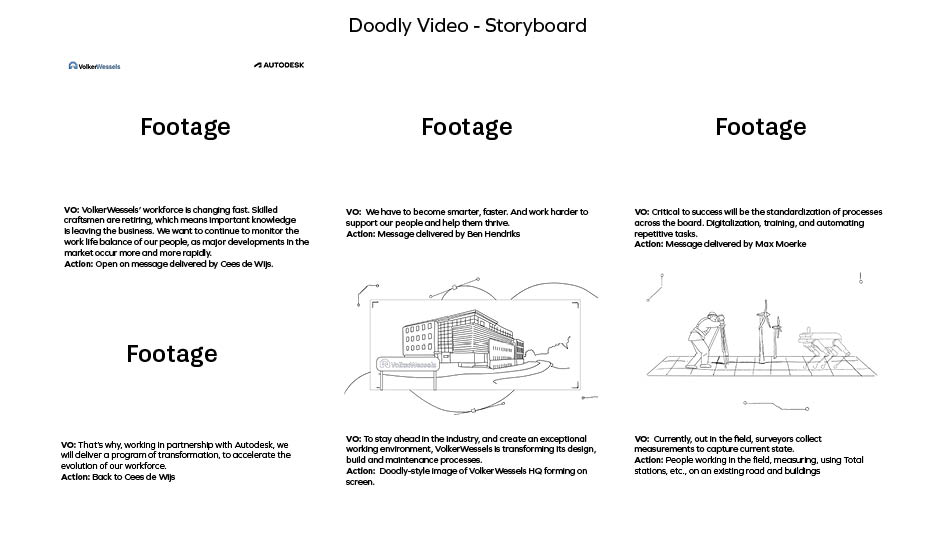 Doodly Video - Storyboard
VolkerWessels
AUTODESK
Footage
Footage
Footage
VO: VolkerWessels' workforce is changing fast. Skilled
craftsmen are retiring, which means important knowledge
is leaving the business. We want to continue to monitor the
work life balance of our people, as major developments in the
market occur more and more rapidly.
Action: Open on message delivered by Cees de Wijs.
VO: We have to become smarter, faster. And work harder to
support our people and help them thrive.
Action: Message delivered by Ben Hendriks
VO: Critical to success will be the standardization of processes
across the board. Digitalization, training, and automating
repetitive tasks.
Action: Message delivered by Max Moerke
Footage
VolkerWessels
VO: That's why, working in partnership with Autodesk, we
will deliver a program of transformation, to accelerate the
evolution of our workforce.
Action: Back to Cees de Wijs
VO: To stay ahead in the industry, and create an exceptional
working environment, VolkerWessels is transforming its design,
build and maintenance processes.
Action: Doodly-style image of VolkerWessels HQ forming on
screen.
VO: Currently, out in the field, surveyors collect
measurements to capture current state.
Action: People working in the field, measuring, using Total
stations, etc., on an existing road and buildings